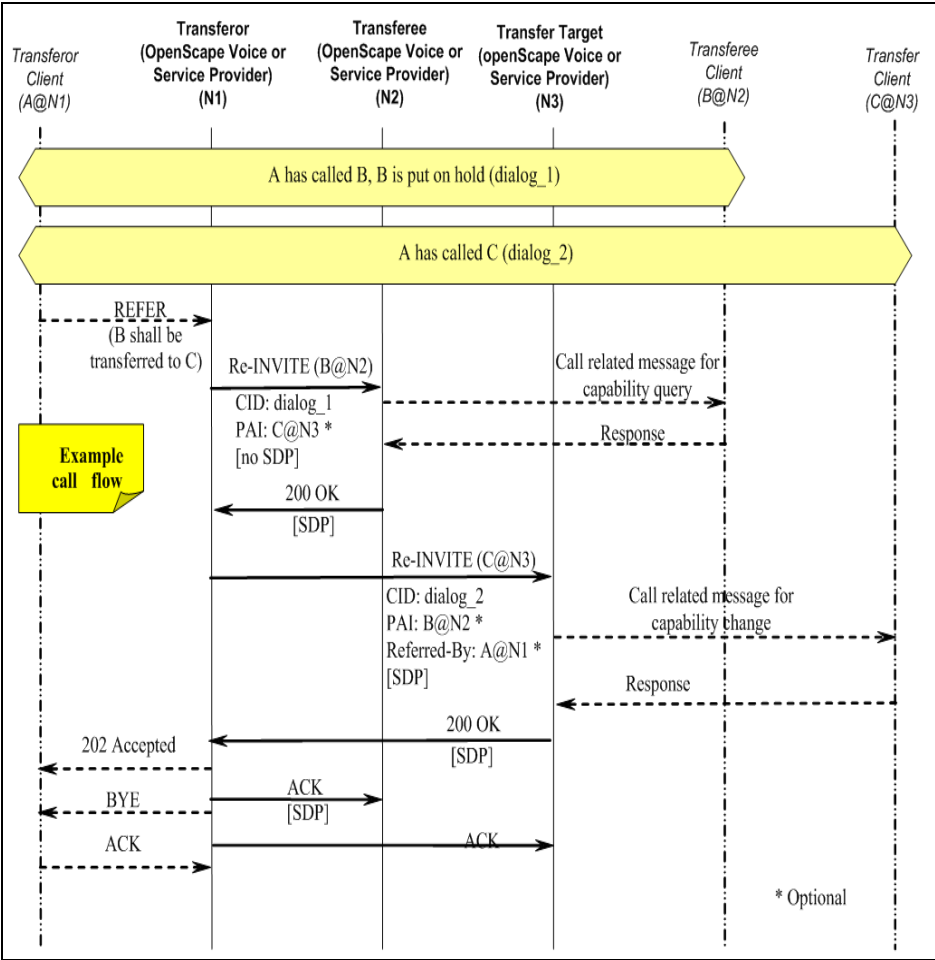 Transferor
Client
(A@N1)
Transferor
(OpenScape Voice or
Service Provider)
(N1)
Transferee
(OpenScape Voice or
Service Provider)
(N2)
Transfer Target
(openScape Voice or
Service Provider)
(N3)
Transferee
Client
(B@N2)
Transfer
Client
(C@N3)
A has called B, B is put on hold (dialog_1)
A has called C (dialog_2)
REFER
(B shall be
transferred to C)
Re-INVITE (B@N2)
CID: dialog_1
PAI: C@N3 *
[no SDP]
Call related message for
capability query
Response
Example
call flow
200 OK
[SDP]
Re-INVITE (C@N3)
CID: dialog_2
PAI: B@N2 *
Referred-By: A@N1 *
[SDP]
Call related message for
capability change
Response
200 OK
[SDP]
202 Accepted
BYE
ACK
[SDP]
ACK
ACK
* Optional